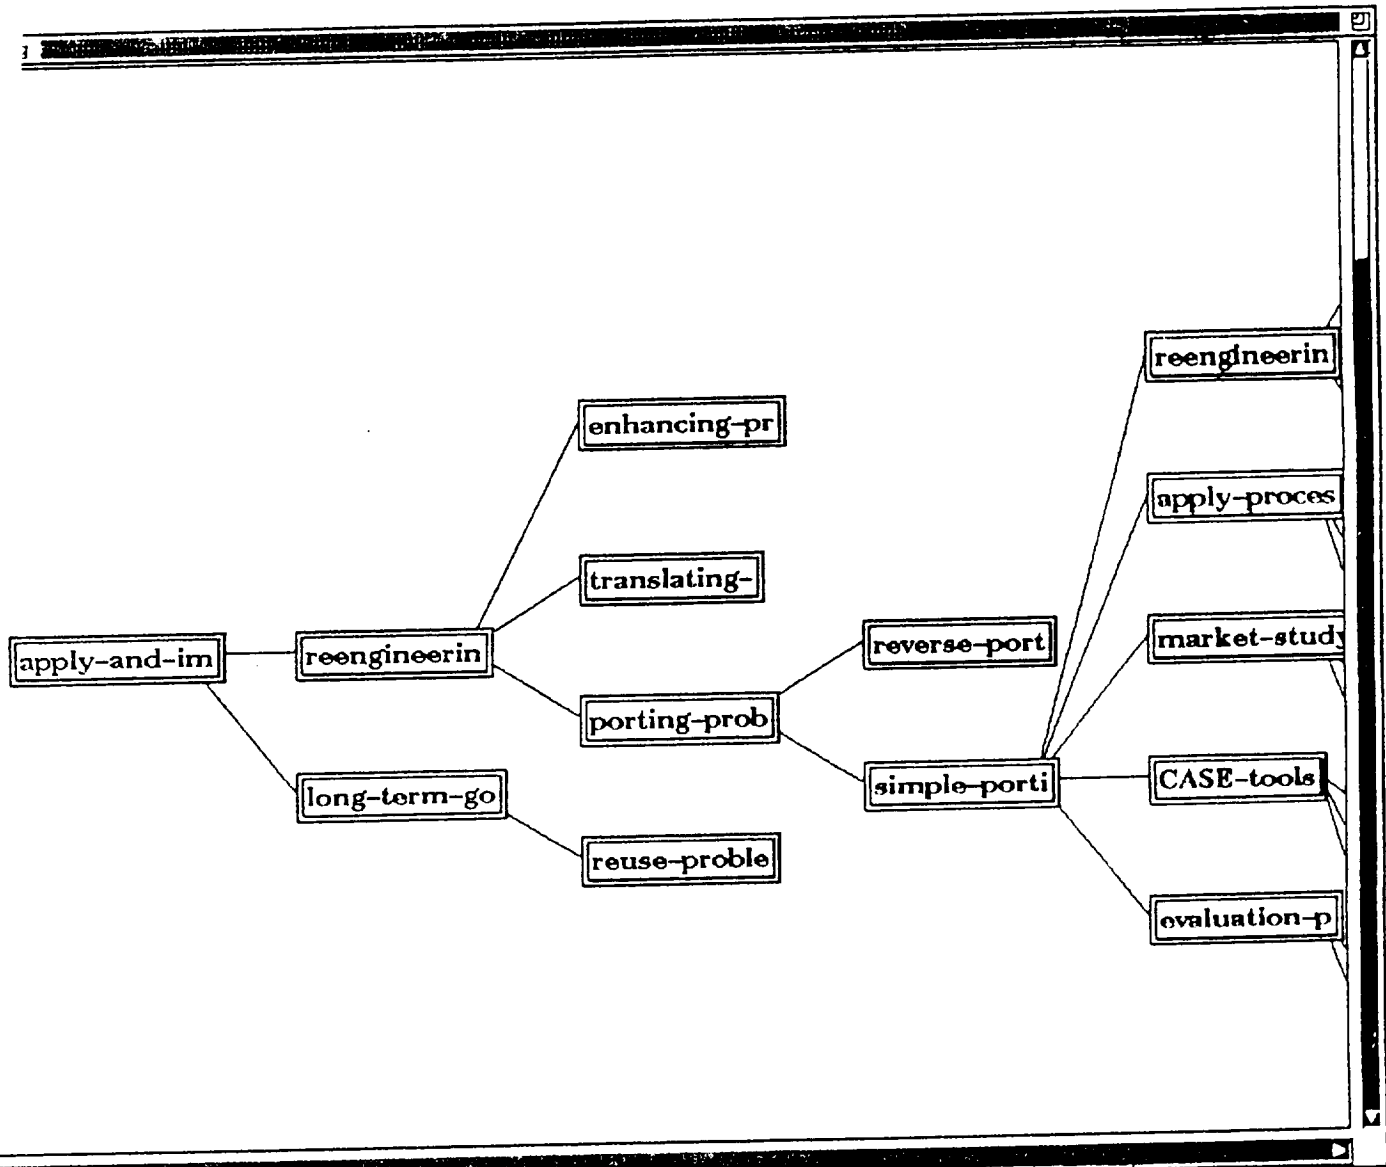 reengineerin
enhancing-pr
apply-proces
translating-
apply-and-im
reengineerin
reverse-port
market-study
porting-prob
long-term-go
simple-porti
CASE-tools
reuse-proble
evaluation-p